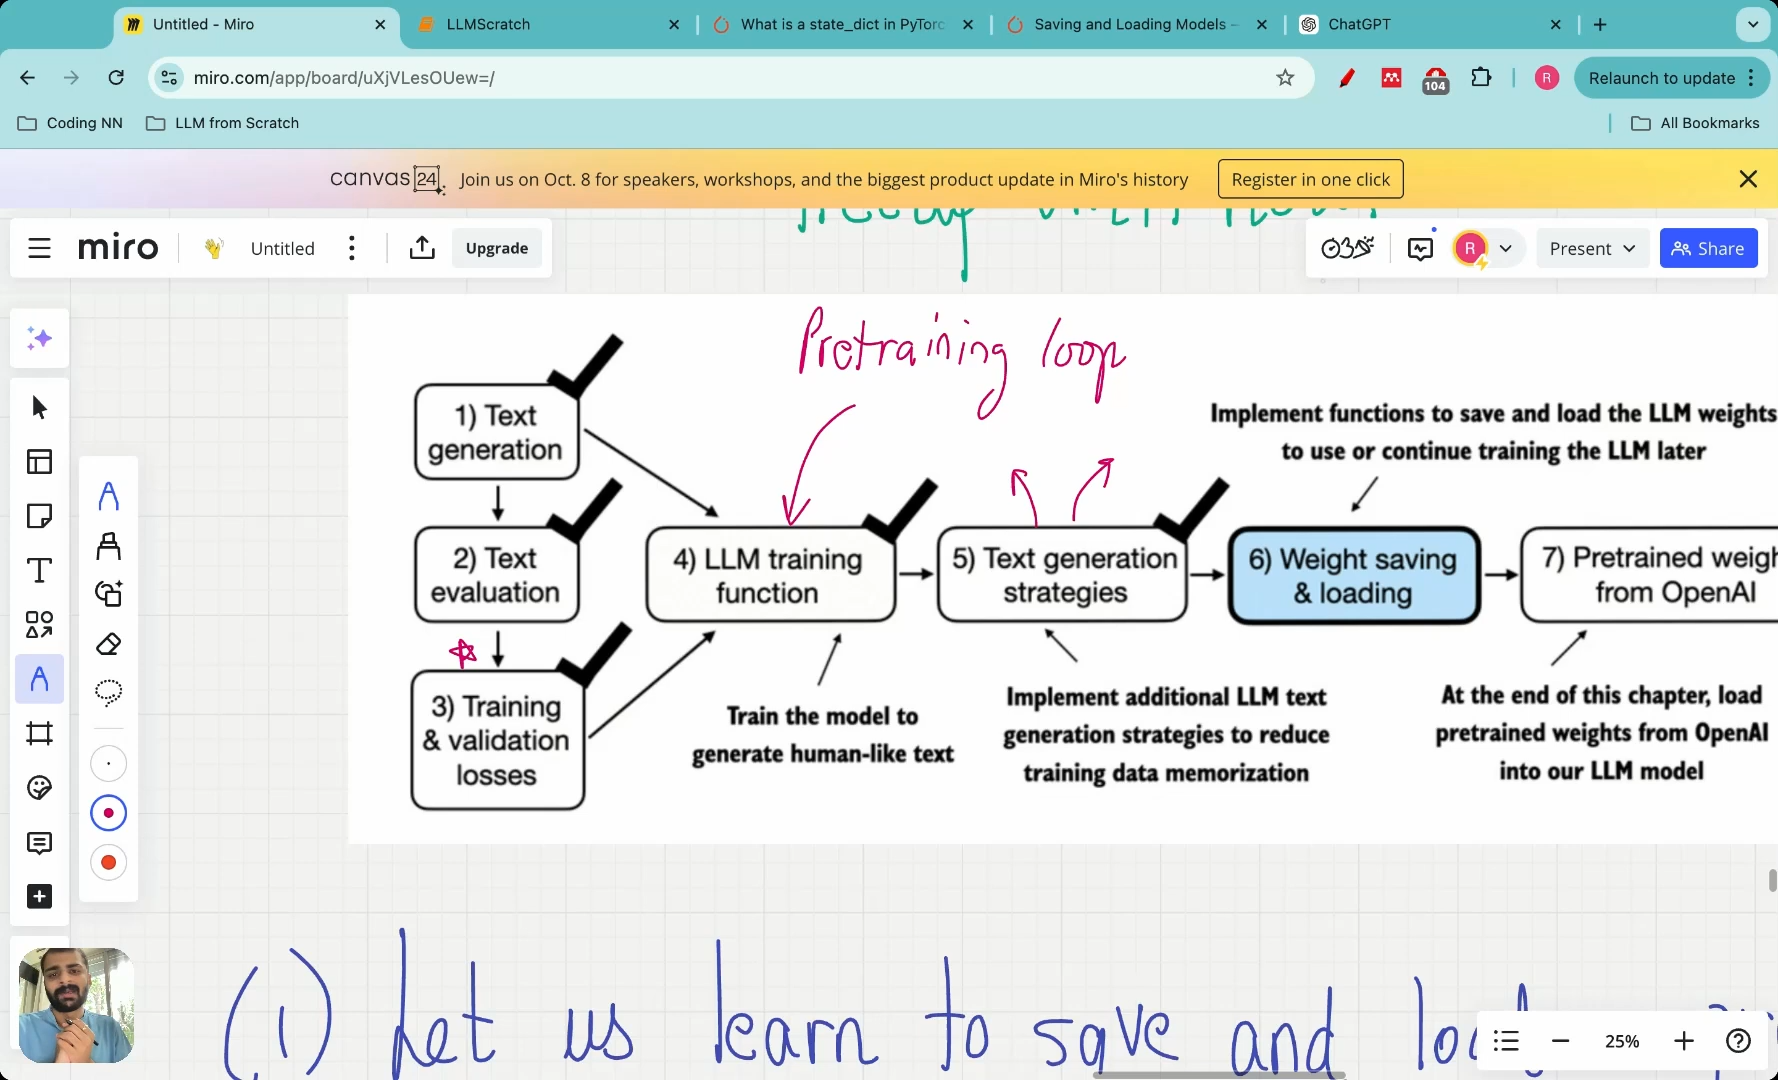 Untitled - Miro
LLMScratch
What is a state_dict in PyTorc
Saving and Loading Models –
ChatGPT
miro.com/app/board/uXjVLesOUew=/
104
R
Relaunch to update
Coding NN
LLM from Scratch
All Bookmarks
canvas 24 Join us on Oct. 8 for speakers, workshops, and the biggest product update in Miro's history
Register in one click
miro
Untitled
Upgrade
R
Present
Share
Pretraining loop
1) Text
generation
Implement functions to save and load the LLM weights
to use or continue training the LLM later
2) Text
evaluation
4) LLM training
function
5) Text generation
strategies
6) Weight saving
& loading
7) Pretrained weigh
from OpenAI
3) Training
& validation
losses
Train the model to
generate human-like text
Implement additional LLM text
generation strategies to reduce
training data memorization
At the end of this chapter, load
pretrained weights from OpenAI
into our LLM model
(1) Let us learn to save and
25%